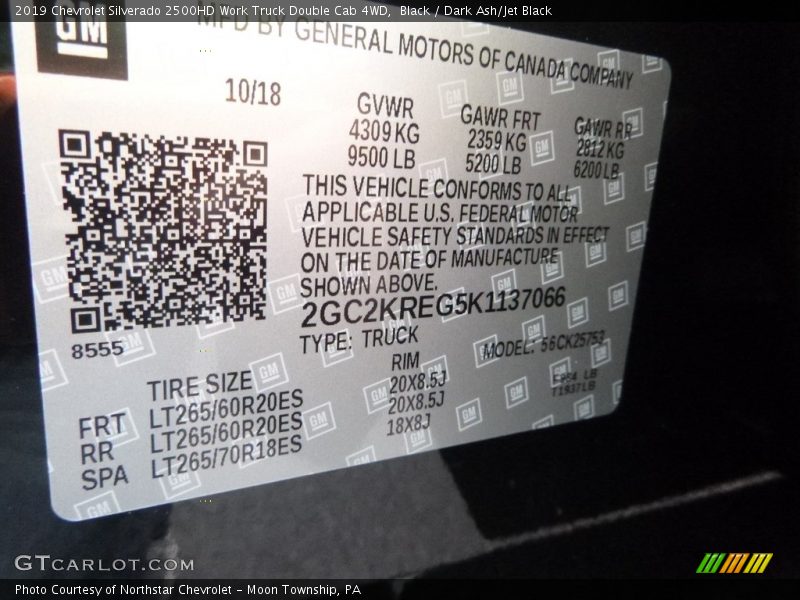 2019 Chevrolet Silverado 2500HD Work Truck Double Cab 4WD, Black / Dark Ash/Jet Black
GM
MFD BY GENERAL MOTORS OF CANADA COMPANY
10/18
GVWR GAWR FRT GAWR RR
4309 KG 2359 KG 2812 KG
9500 LB 5200 LB 6200 LB
THIS VEHICLE CONFORMS TO ALL
APPLICABLE U.S. FEDERAL MOTOR
VEHICLE SAFETY STANDARDS IN EFFECT
ON THE DATE OF MANUFACTURE
SHOWN ABOVE.
2GC2KREG5K1137066
8555
TYPE: TRUCK MODEL: 56CK25753
TIRE SIZE RIM
FRT LT265/60R20ES 20X8.5J
RR LT265/60R20ES 20X8.5J
SPA LT265/70R18ES 18X8J
T1937LB
GTCARLOT.COM
Photo Courtesy of Northstar Chevrolet - Moon Township, PA